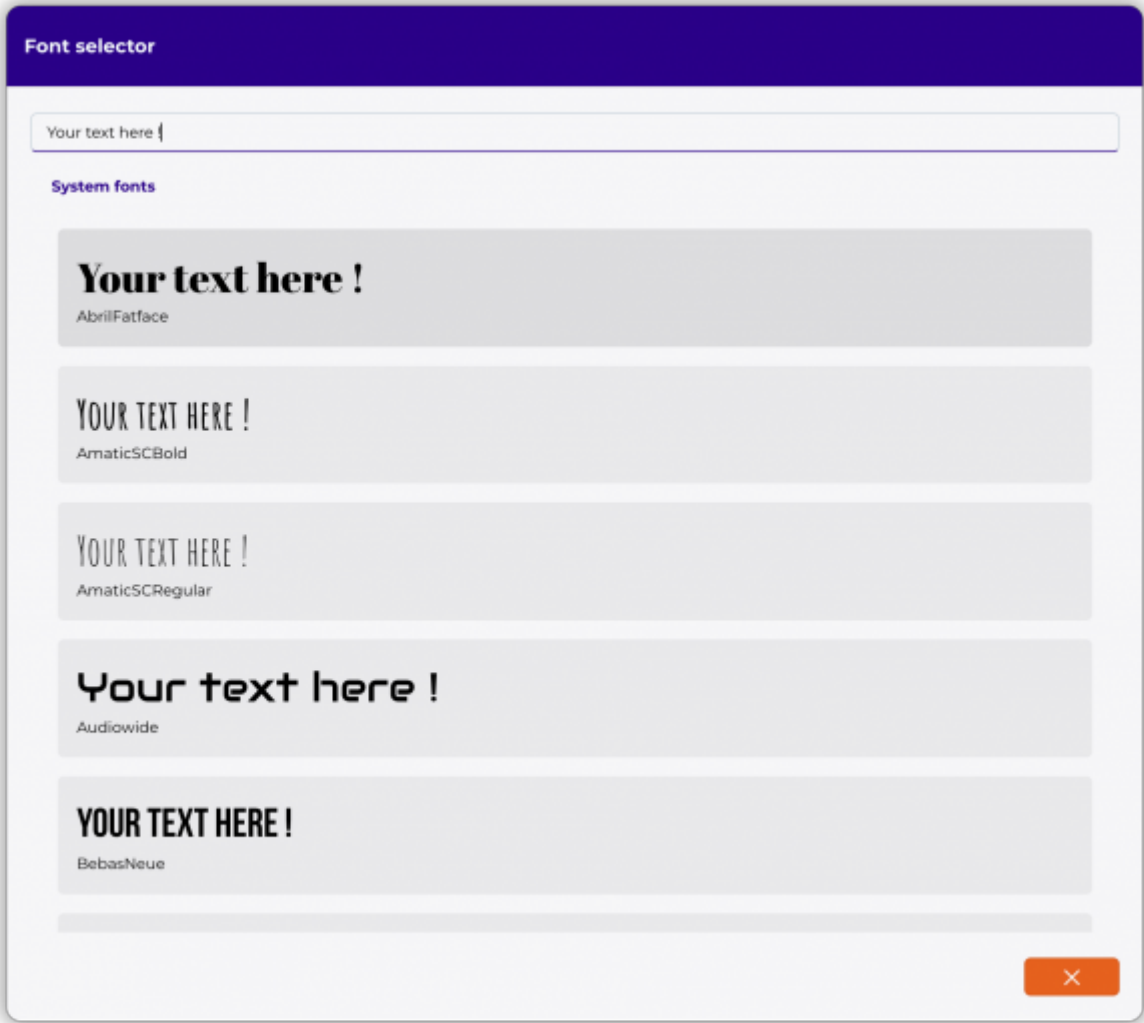 Font selector
Your text here !
System fonts
Your text here !
AbrilFatface
YOUR TEXT HERE !
AmaticSCBold
YOUR TEXT HERE !
AmaticSCRegular
Your text here !
Audiowide
YOUR TEXT HERE !
BebasNeue